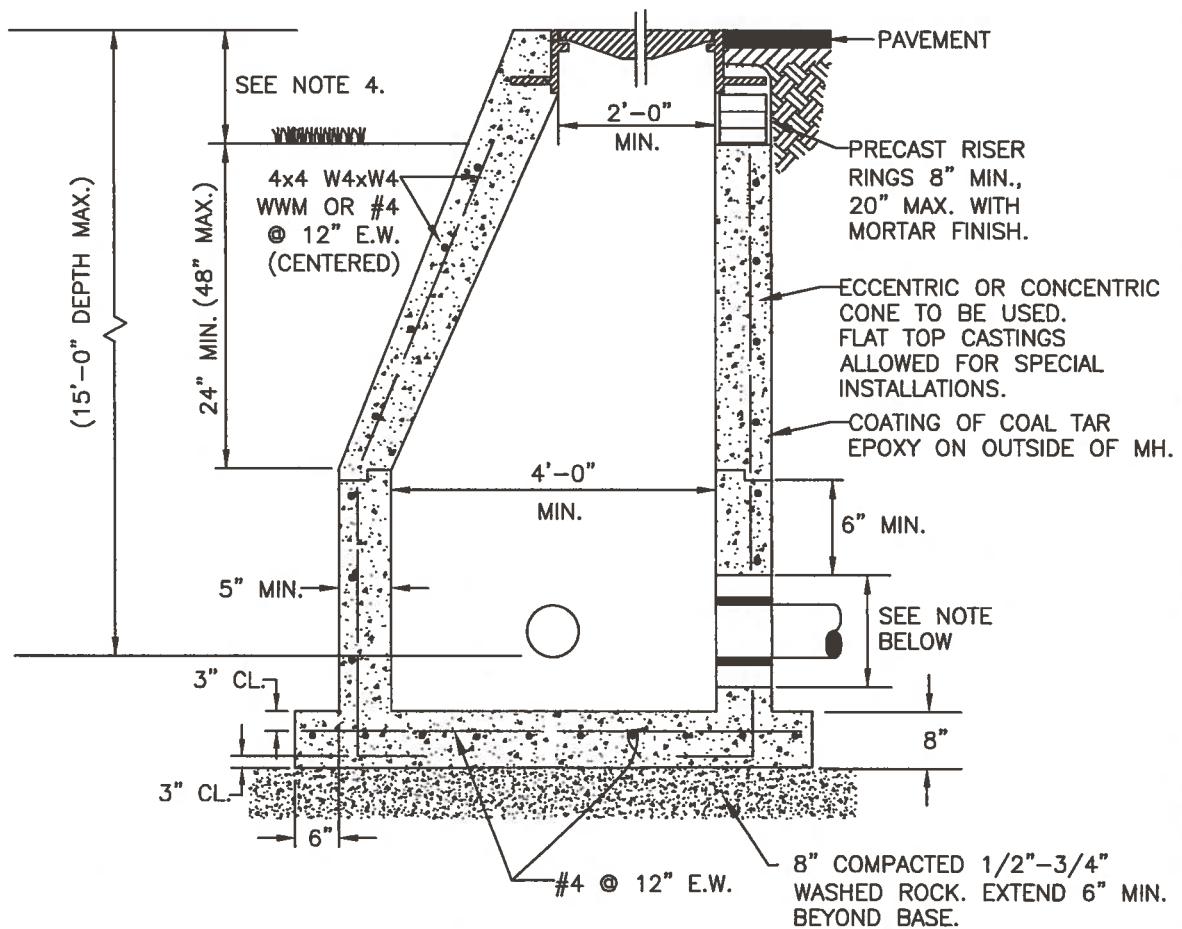 PAVEMENT
SEE NOTE 4.
2'-0"
MIN.
PRECAST RISER
RINGS 8" MIN.,
20" MAX. WITH
MORTAR FINISH.
4x4 W4xW4
WWM OR #4
@ 12" E.W.
(CENTERED)
(15'-0" DEPTH MAX.)
24" MIN. (48" MAX.)
ECCENTRIC OR CONCENTRIC
CONE TO BE USED.
FLAT TOP CASTINGS
ALLOWED FOR SPECIAL
INSTALLATIONS.
COATING OF COAL TAR
EPOXY ON OUTSIDE OF MH.
4'-0"
MIN.
6" MIN.
5" MIN.
SEE NOTE
BELOW
3" CL.
8"
3" CL.
6"
#4 @ 12" E.W.
8" COMPACTED 1/2"-3/4"
WASHED ROCK. EXTEND 6" MIN.
BEYOND BASE.